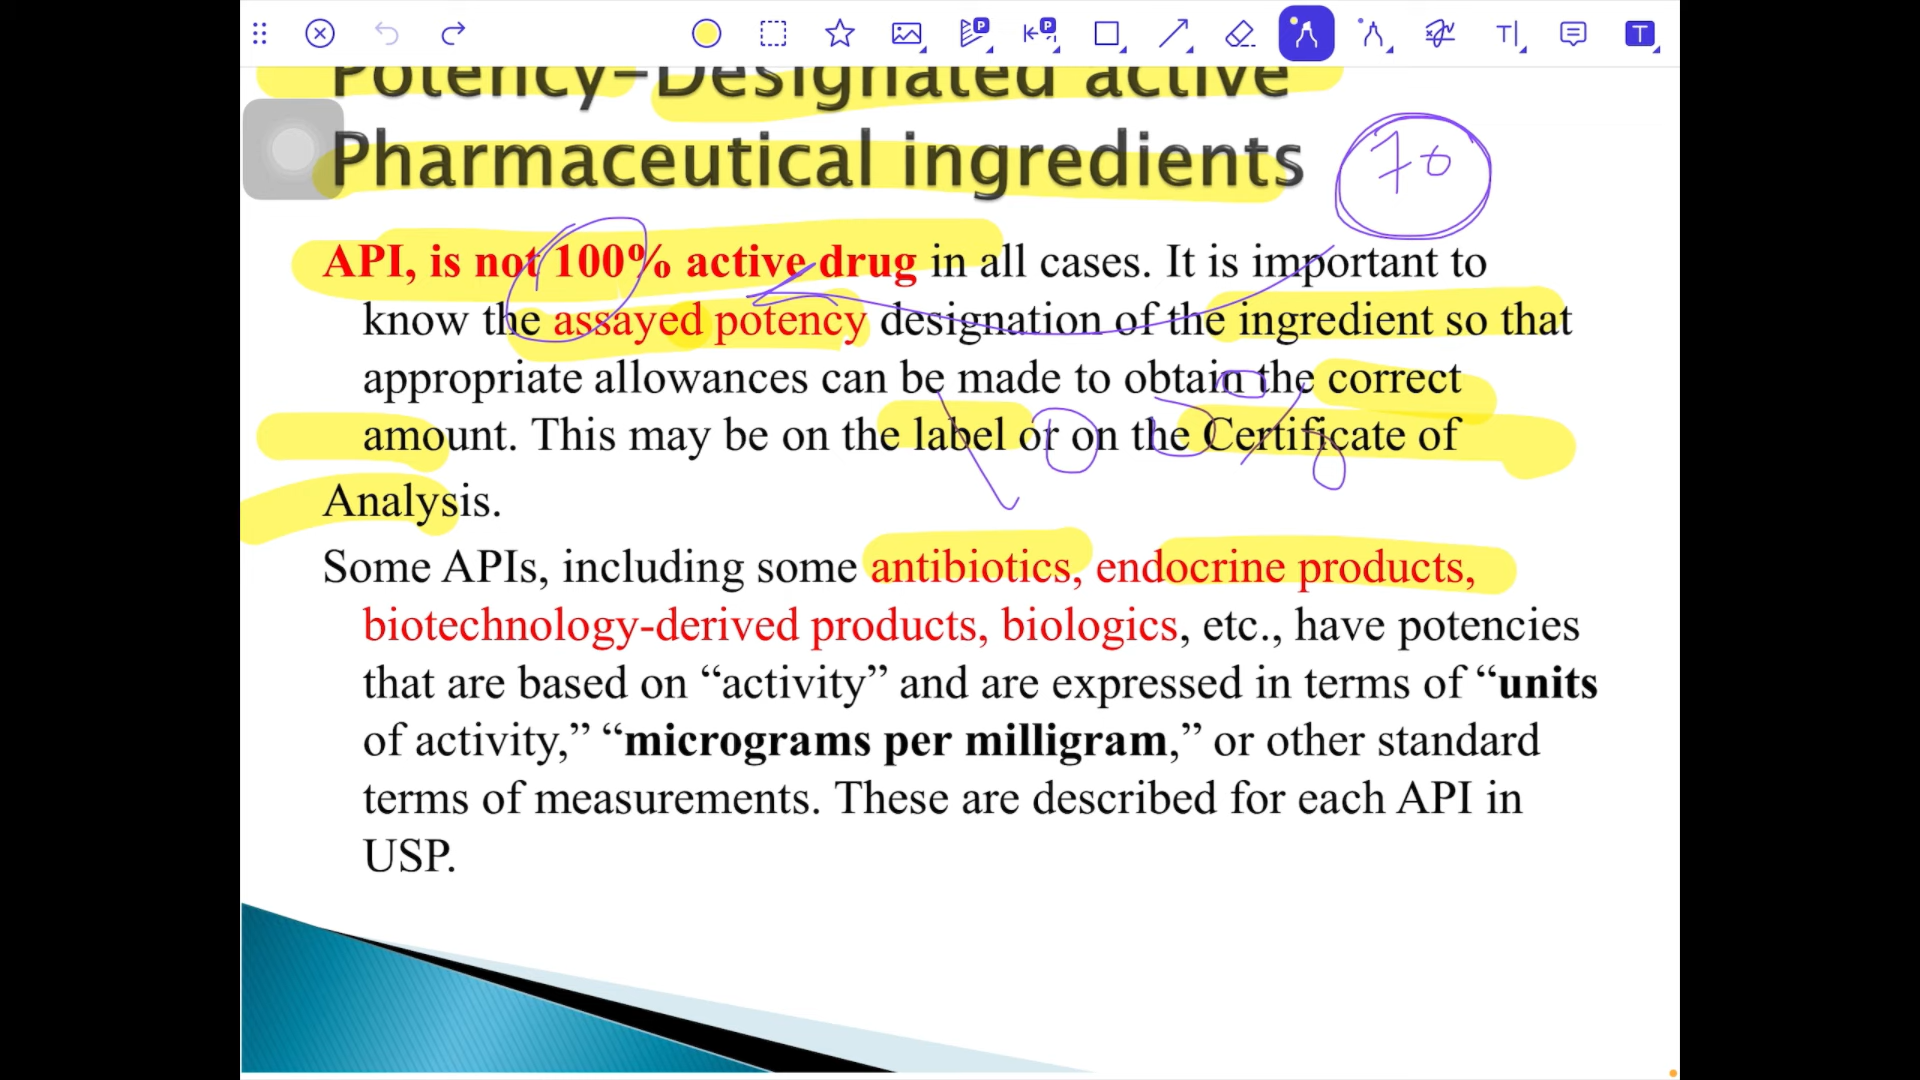 Potency-Designated active
Pharmaceutical ingredients
70
API, is not 100% active drug in all cases. It is important to
know the assayed potency designation of the ingredient so that
appropriate allowances can be made to obtain the correct
amount. This may be on the label or on the Certificate of
Analysis.
Some APIs, including some antibiotics, endocrine products,
biotechnology-derived products, biologics, etc., have potencies
that are based on “activity” and are expressed in terms of “units
of activity,” “micrograms per milligram,” or other standard
terms of measurements. These are described for each API in
USP.